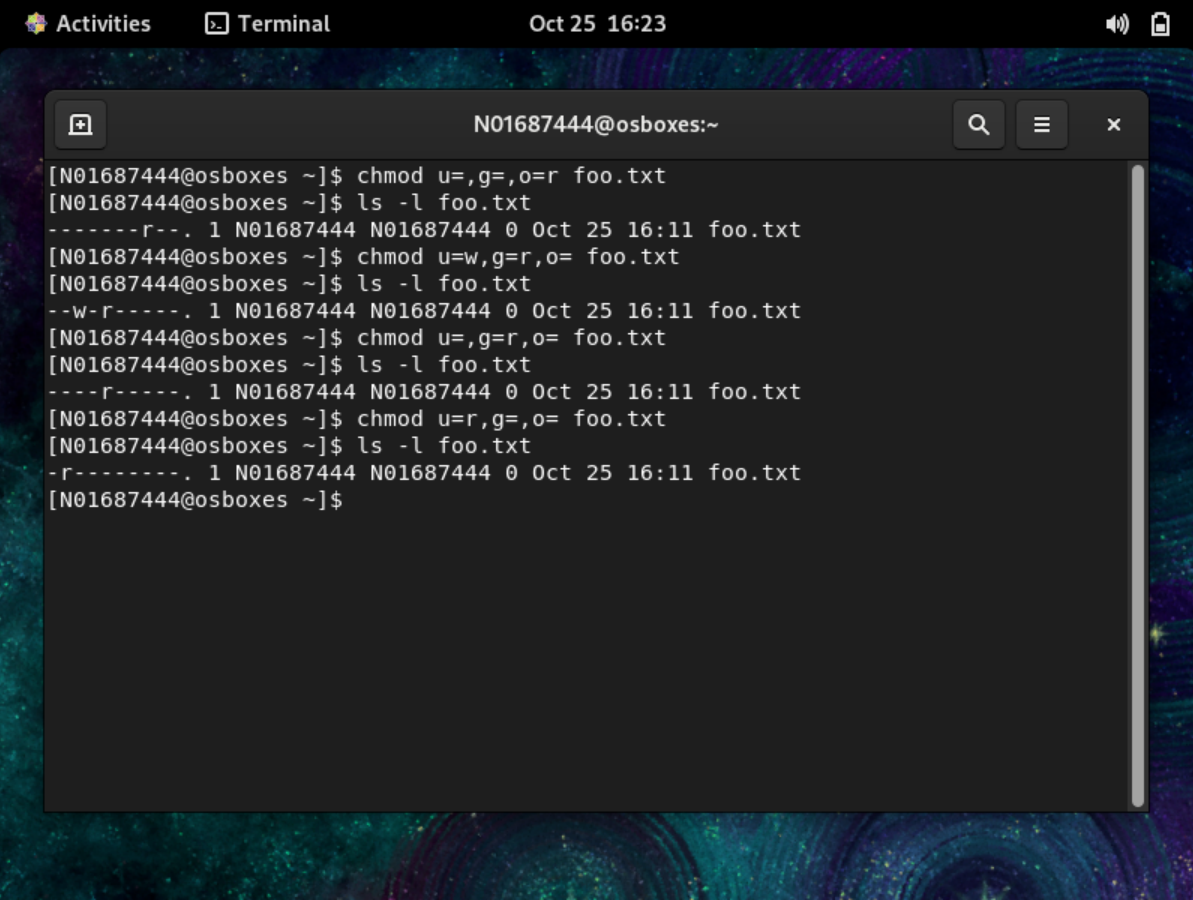 Activities Terminal Oct 25 16:23
N01687444@osboxes:~
[N01687444@osboxes ~]$ chmod u=,g=,o=r foo.txt
[N01687444@osboxes ~]$ ls -l foo.txt
-------r--. 1 N01687444 N01687444 0 Oct 25 16:11 foo.txt
[N01687444@osboxes ~]$ chmod u=w,g=r,o= foo.txt
[N01687444@osboxes ~]$ ls -l foo.txt
--w-r-----. 1 N01687444 N01687444 0 Oct 25 16:11 foo.txt
[N01687444@osboxes ~]$ chmod u=,g=r,o= foo.txt
[N01687444@osboxes ~]$ ls -l foo.txt
----r-----. 1 N01687444 N01687444 0 Oct 25 16:11 foo.txt
[N01687444@osboxes ~]$ chmod u=r,g=,o= foo.txt
[N01687444@osboxes ~]$ ls -l foo.txt
-r--------. 1 N01687444 N01687444 0 Oct 25 16:11 foo.txt
[N01687444@osboxes ~]$